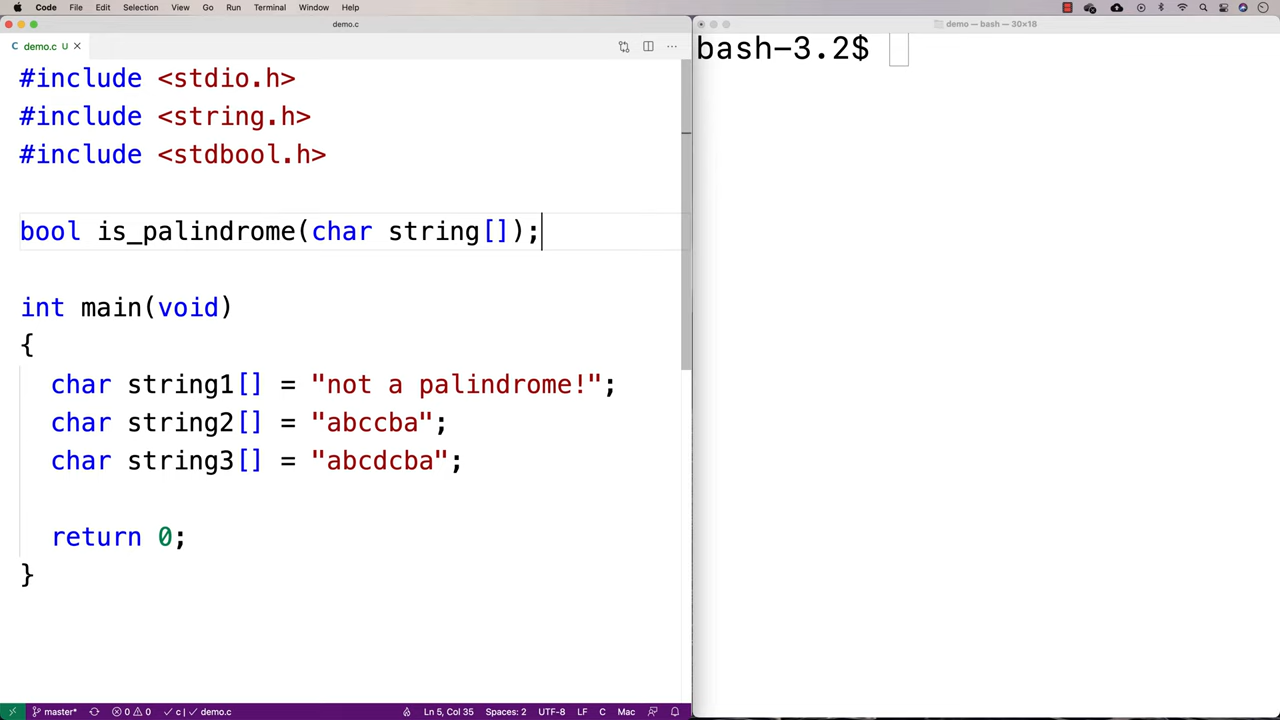 Code File Edit Selection View Go Run Terminal Window Help
demo.c
demo.c U
#include <stdio.h>
#include <string.h>
#include <stdbool.h>
bool is_palindrome(char string[]);
int main(void)
{
char string1[] = "not a palindrome!";
char string2[] = "abccba";
char string3[] = "abcdcba";
return 0;
}
master* 0 0 c | demo.c Ln 5, Col 35 Spaces: 2 UTF-8 LF C Mac
demo — bash — 30×18
bash-3.2$